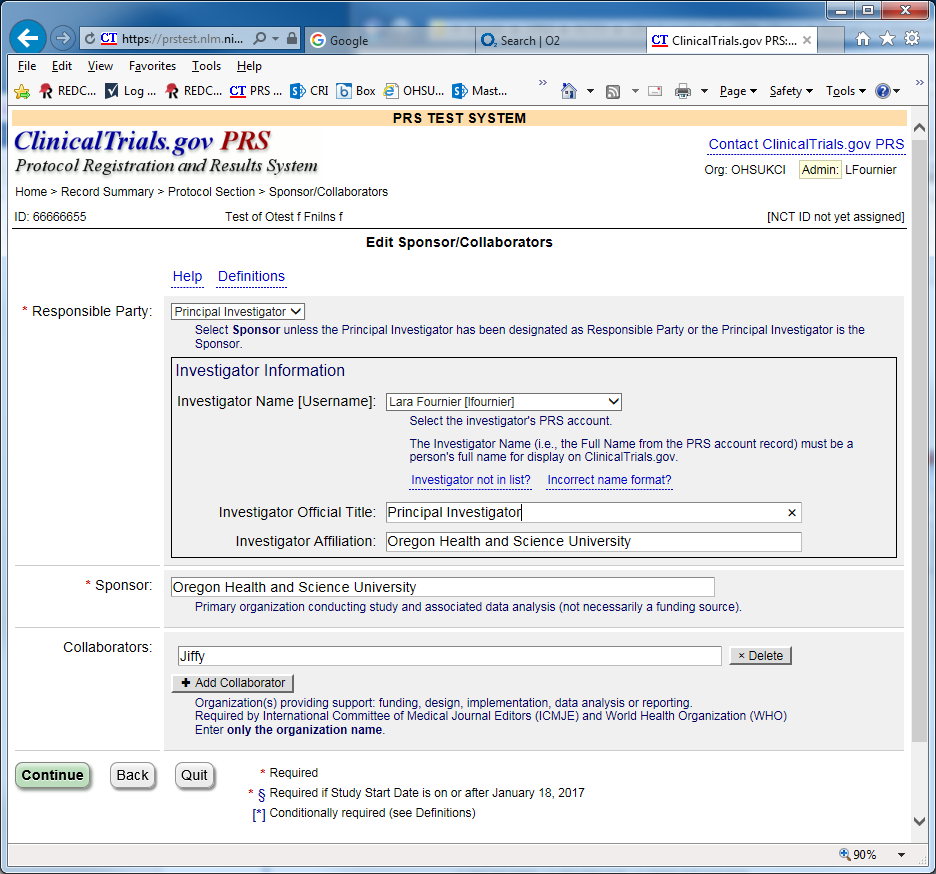 CT https://prstest.nlm.ni...
Google
Search | O2
CT ClinicalTrials.gov PRS:...
File Edit View Favorites Tools Help
REDC... Log ... REDC... CT PRS ... CRI Box OHSU... Mast... Page Safety Tools
PRS TEST SYSTEM
ClinicalTrials.gov PRS
Protocol Registration and Results System
Contact ClinicalTrials.gov PRS
Org: OHSUKCI Admin: LFournier
Home > Record Summary > Protocol Section > Sponsor/Collaborators
ID: 66666655 Test of Otest f Fnilns f [NCT ID not yet assigned]
Edit Sponsor/Collaborators
Help Definitions
* Responsible Party: Principal Investigator
Select Sponsor unless the Principal Investigator has been designated as Responsible Party or the Principal Investigator is the
Sponsor.
Investigator Information
Investigator Name [Username]: Lara Fournier [lfournier]
Select the investigator's PRS account.
The Investigator Name (i.e., the Full Name from the PRS account record) must be a
person's full name for display on ClinicalTrials.gov.
Investigator not in list? Incorrect name format?
Investigator Official Title: Principal Investigator
Investigator Affiliation: Oregon Health and Science University
* Sponsor: Oregon Health and Science University
Primary organization conducting study and associated data analysis (not necessarily a funding source).
Collaborators: Jiffy × Delete
+ Add Collaborator
Organization(s) providing support: funding, design, implementation, data analysis or reporting.
Required by International Committee of Medical Journal Editors (ICMJE) and World Health Organization (WHO)
Enter only the organization name.
Continue Back Quit
* Required
* § Required if Study Start Date is on or after January 18, 2017
[*] Conditionally required (see Definitions)
90%